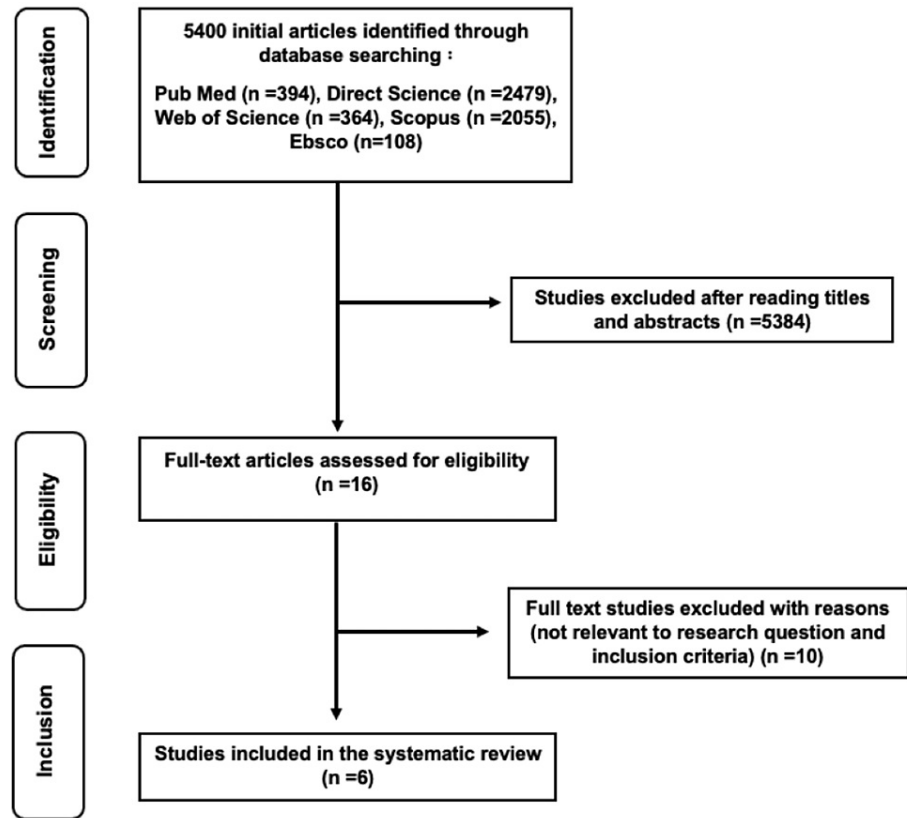 Identification
5400 initial articles identified through
database searching :
Pub Med (n =394), Direct Science (n =2479),
Web of Science (n =364), Scopus (n =2055),
Ebsco (n=108)
Screening
Studies excluded after reading titles
and abstracts (n =5384)
Eligibility
Full-text articles assessed for eligibility
(n =16)
Full text studies excluded with reasons
(not relevant to research question and
inclusion criteria) (n =10)
Inclusion
Studies included in the systematic review
(n =6)